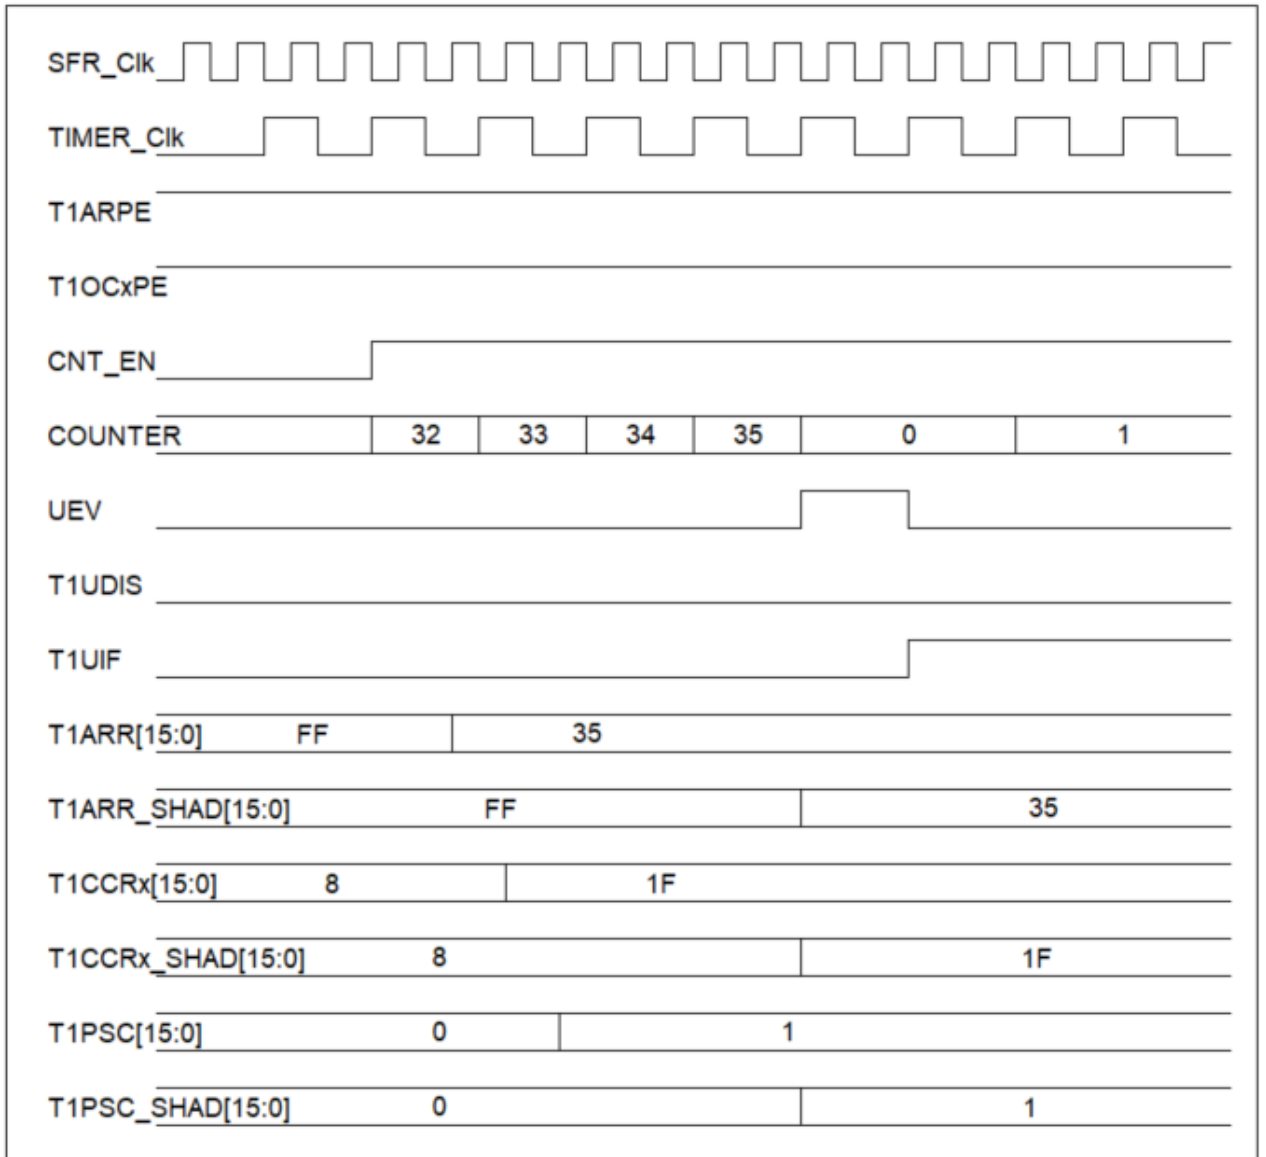 SFR_Clk
TIMER_Clk
T1ARPE
T1OCxPE
CNT_EN
COUNTER 32 33 34 35 0 1
UEV
T1UDIS
T1UIF
T1ARR[15:0] FF 35
T1ARR_SHAD[15:0] FF 35
T1CCRx[15:0] 8 1F
T1CCRx_SHAD[15:0] 8 1F
T1PSC[15:0] 0 1
T1PSC_SHAD[15:0] 0 1